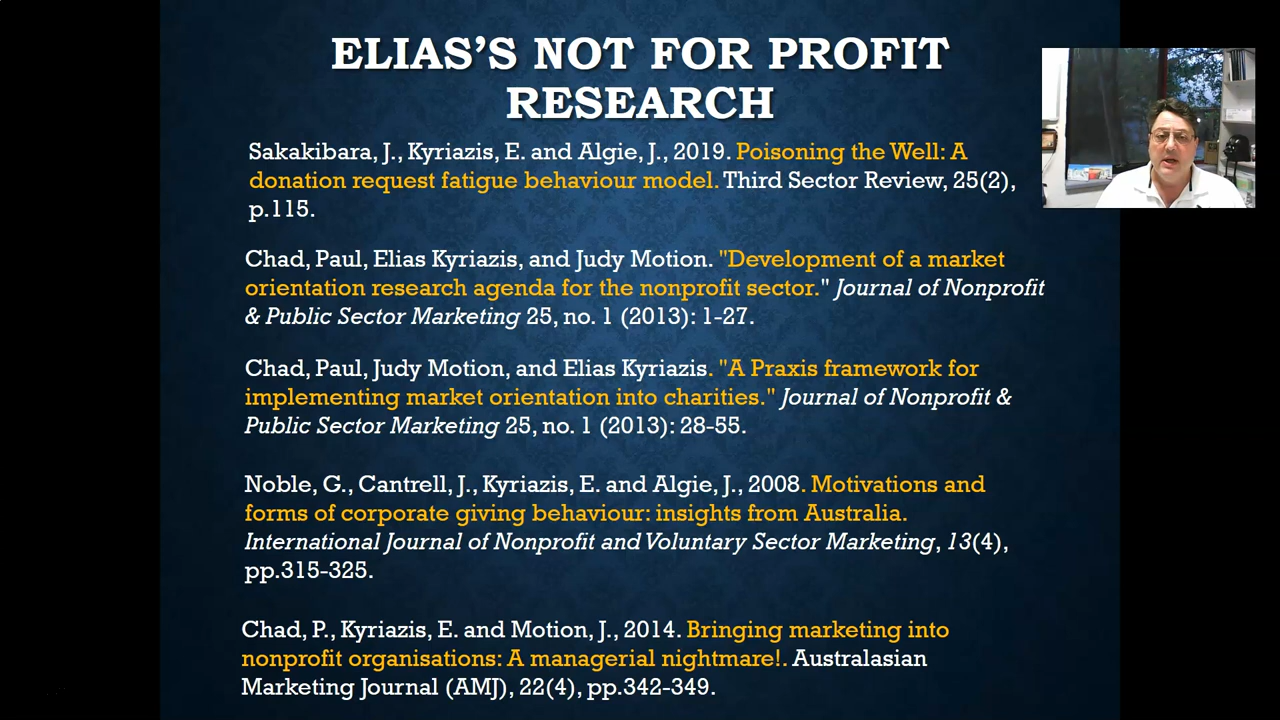 ELIAS'S NOT FOR PROFIT
RESEARCH
Sakakibara, J., Kyriazis, E. and Algie, J., 2019. Poisoning the Well: A
donation request fatigue behaviour model. Third Sector Review, 25(2),
p.115.
Chad, Paul, Elias Kyriazis, and Judy Motion. "Development of a market
orientation research agenda for the nonprofit sector." Journal of Nonprofit
& Public Sector Marketing 25, no. 1 (2013): 1-27.
Chad, Paul, Judy Motion, and Elias Kyriazis. "A Praxis framework for
implementing market orientation into charities." Journal of Nonprofit &
Public Sector Marketing 25, no. 1 (2013): 28-55.
Noble, G., Cantrell, J., Kyriazis, E. and Algie, J., 2008. Motivations and
forms of corporate giving behaviour: insights from Australia.
International Journal of Nonprofit and Voluntary Sector Marketing, 13(4),
pp.315-325.
Chad, P., Kyriazis, E. and Motion, J., 2014. Bringing marketing into
nonprofit organisations: A managerial nightmare!. Australasian
Marketing Journal (AMJ), 22(4), pp.342-349.